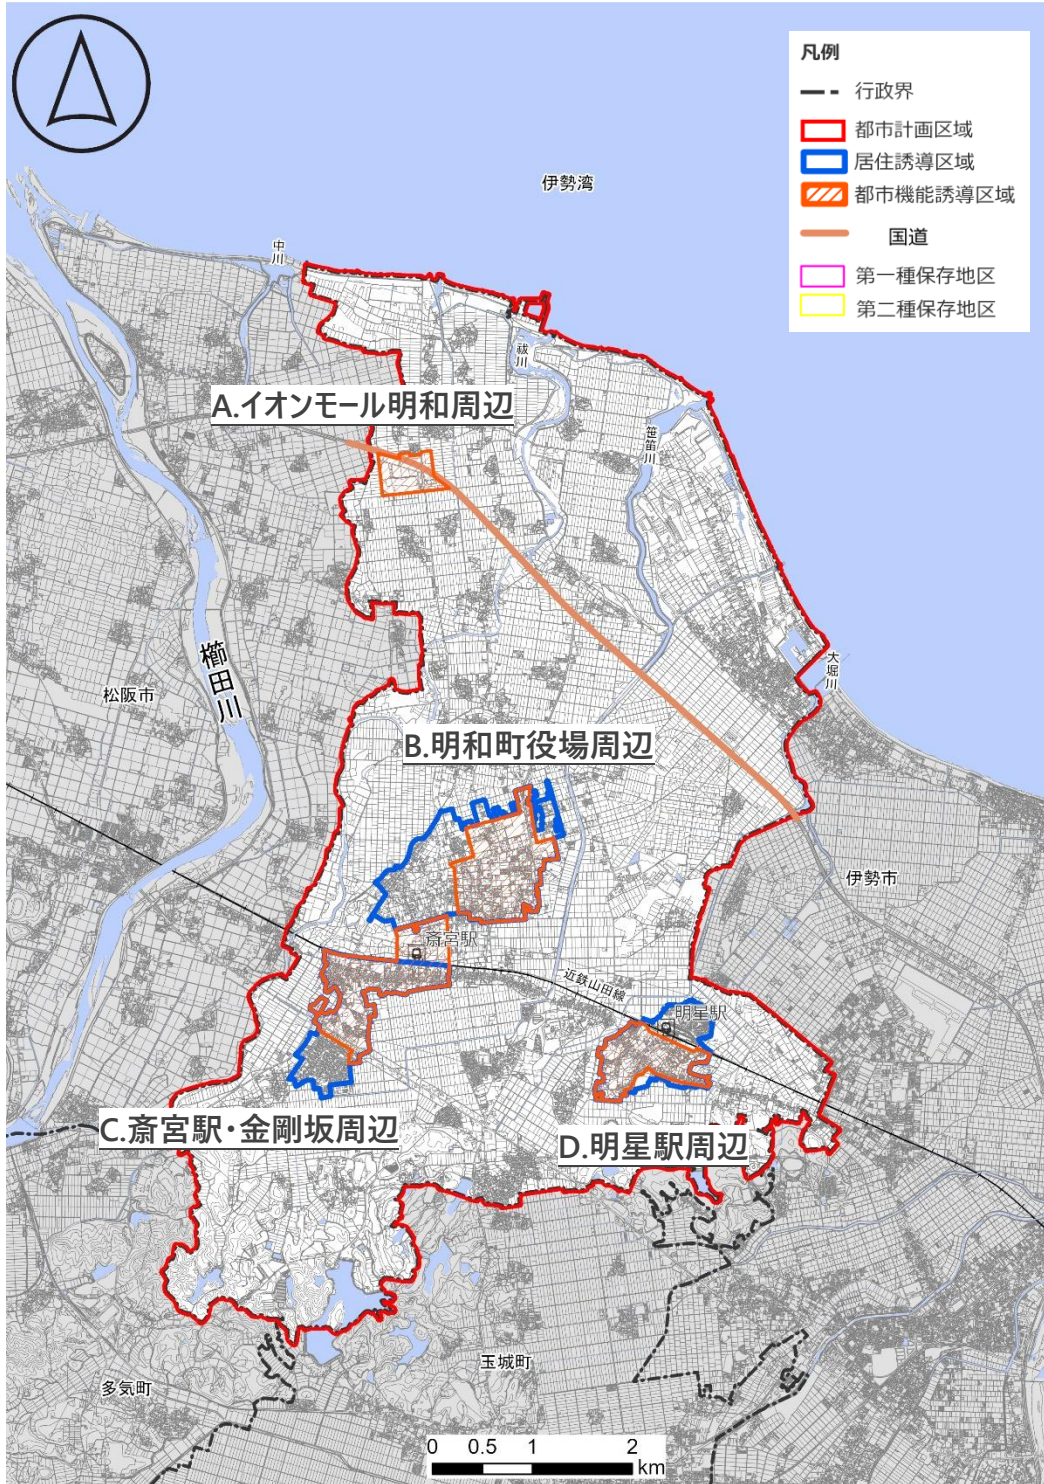 凡例
行政界
都市計画区域
居住誘導区域
都市機能誘導区域
国道
第一種保存地区
第二種保存地区
伊勢湾
中川
祓川
A.イオンモール明和周辺
笹笛川
大堀川
櫛田川
松阪市
B.明和町役場周辺
伊勢市
斎宮駅
近鉄山田線
明星駅
C.斎宮駅・金剛坂周辺
D.明星駅周辺
玉城町
多気町
0 0.5 1 2
km